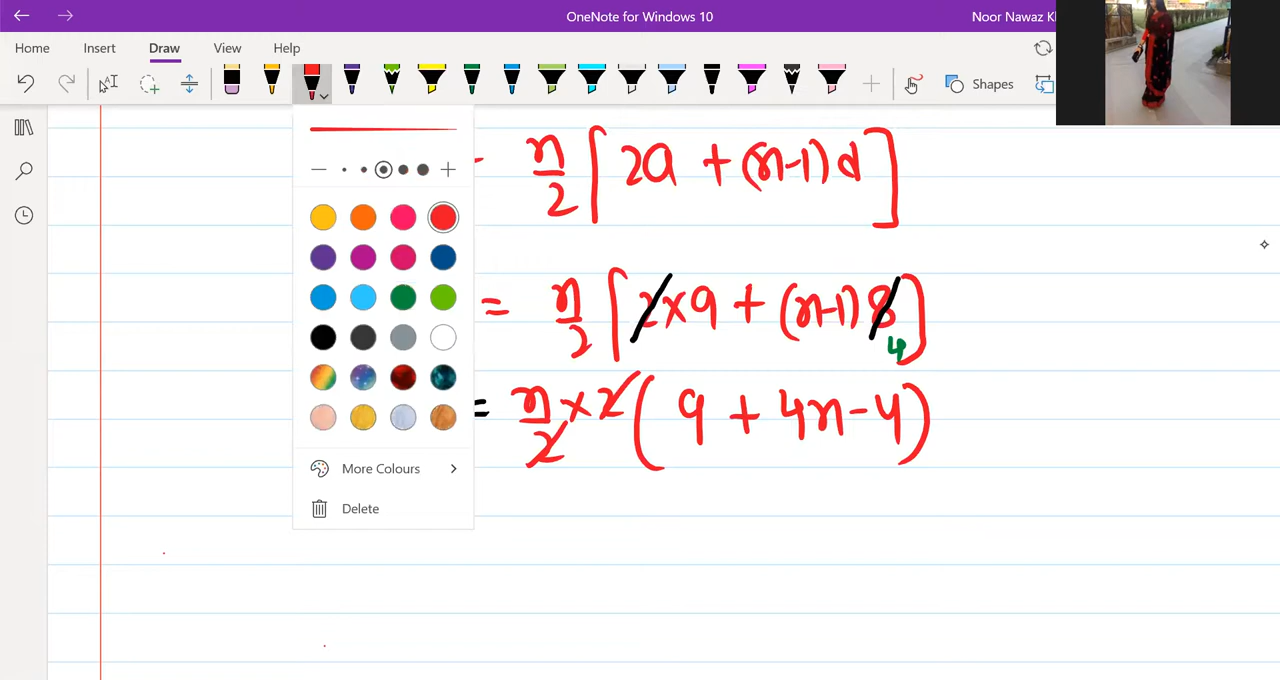 OneNote for Windows 10
Noor Nawaz Kh
Home Insert Draw View Help
Shapes
n/2 [ 2a + (n-1)d ]
= n/2 [ 2×9 + (n-1)8 ]
4
= n/2 × 2 ( 9 + 4n - 4 )
More Colours
Delete